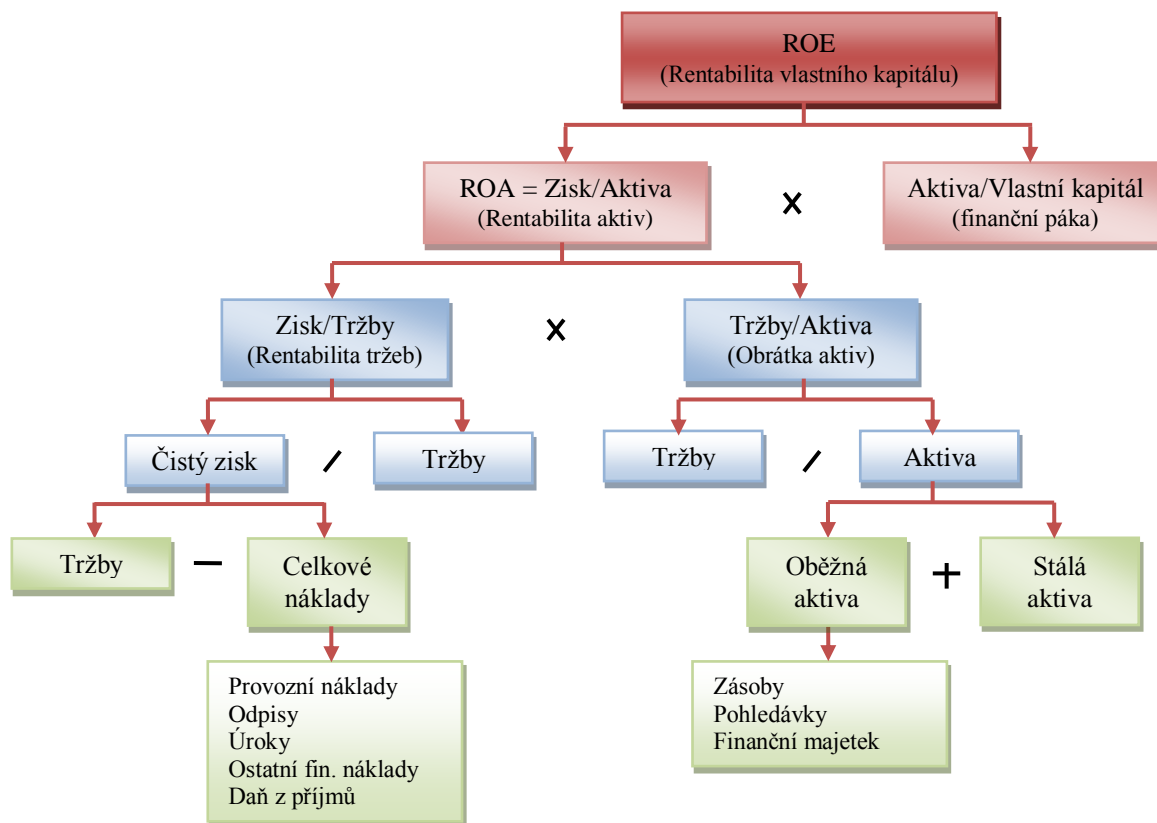 ROE
(Rentabilita vlastního kapitálu)
ROA = Zisk/Aktiva
(Rentabilita aktiv)
x
Aktiva/Vlastní kapitál
(finanční páka)
Zisk/Tržby
(Rentabilita tržeb)
x
Tržby/Aktiva
(Obrátka aktiv)
Čistý zisk
/
Tržby
Tržby
/
Aktiva
Tržby
–
Celkové
náklady
Oběžná
aktiva
+
Stálá
aktiva
Provozní náklady
Odpisy
Úroky
Ostatní fin. náklady
Daň z příjmů
Zásoby
Pohledávky
Finanční majetek